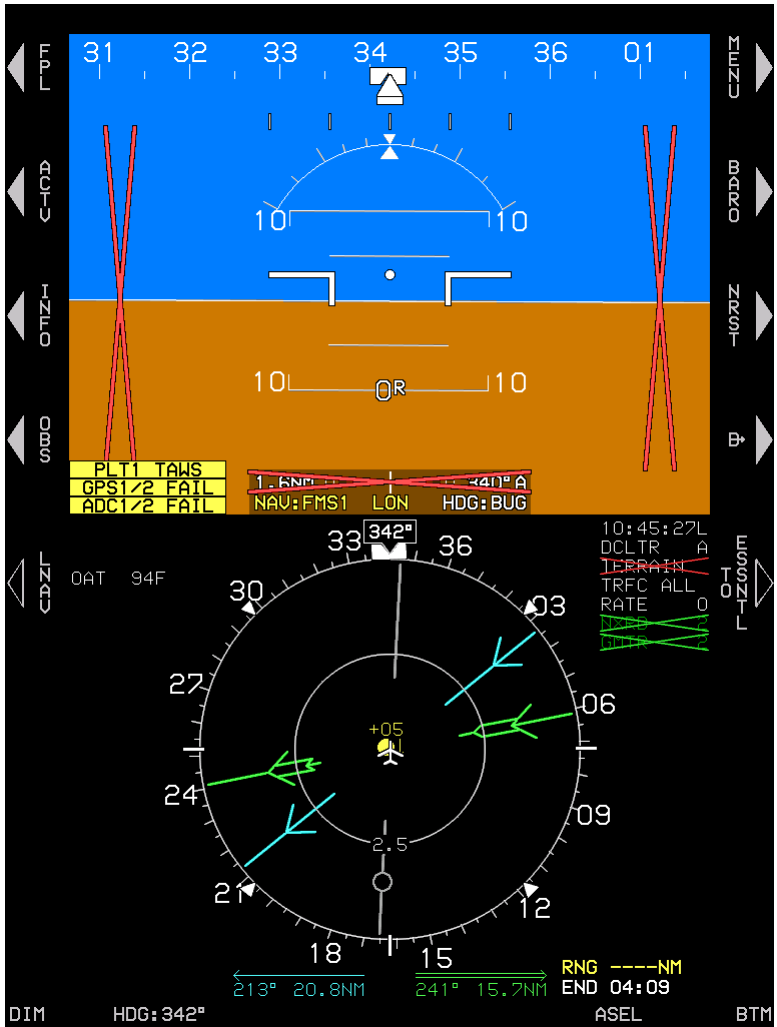 FPL
MENU
31 32 33 34 35 36 01
ACTV
BARO
10 10
INFO
NRST
10 10
0R
OBS
D
PLT1 TAWS
GPS1/2 FAIL
ADC1/2 FAIL
1.6NM 340°A
NAV:FMS1 LON HDG:BUG
342°
33 36
10:45:27L
DCLTR A
TERRAIN
TRFC ALL
RATE 0
LNAV
OAT 94F
TO
ESSNTL
30 03
27 06
+05
24 09
2.5
21 12
18 15
213° 20.8NM
241° 15.7NM
RNG ----NM
END 04:09
DIM HDG:342° ASEL BTM